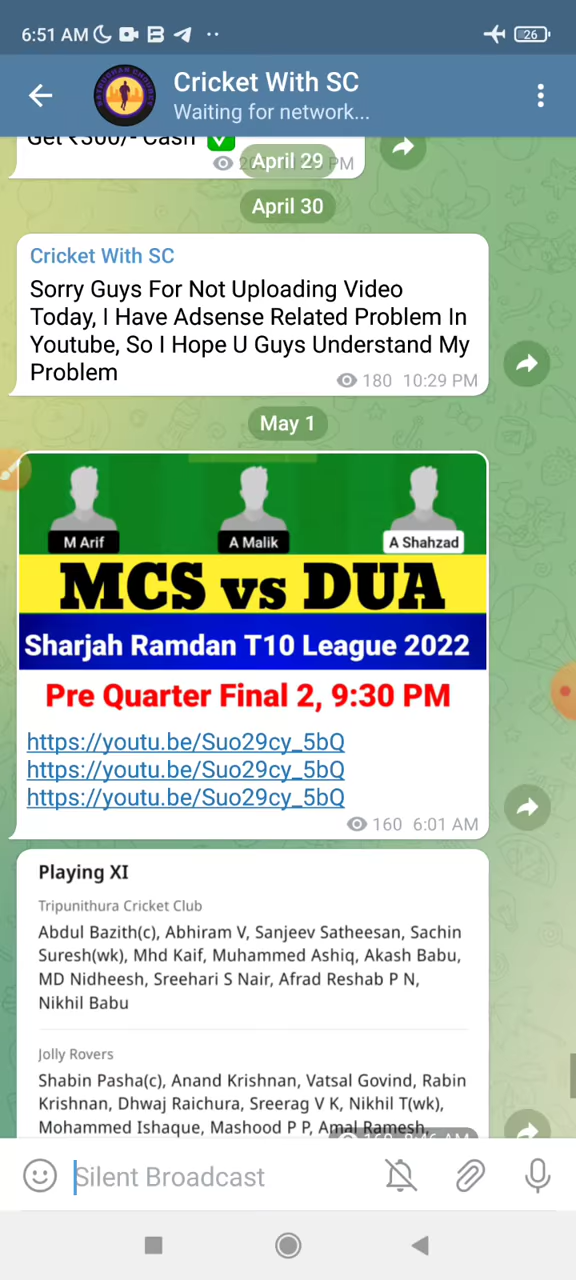 6:51 AM
26
Cricket With SC
Waiting for network...
Get ₹300/- Cash
PM
April 29
April 30
Cricket With SC
Sorry Guys For Not Uploading Video
Today, I Have Adsense Related Problem In
Youtube, So I Hope U Guys Understand My
Problem
180 10:29 PM
May 1
M Arif
A Malik
A Shahzad
MCS vs DUA
Sharjah Ramdan T10 League 2022
Pre Quarter Final 2, 9:30 PM
https://youtu.be/Suo29cy_5bQ
https://youtu.be/Suo29cy_5bQ
https://youtu.be/Suo29cy_5bQ
160 6:01 AM
Playing XI
Tripunithura Cricket Club
Abdul Bazith(c), Abhiram V, Sanjeev Satheesan, Sachin
Suresh(wk), Mhd Kaif, Muhammed Ashiq, Akash Babu,
MD Nidheesh, Sreehari S Nair, Afrad Reshab P N,
Nikhil Babu
Jolly Rovers
Shabin Pasha(c), Anand Krishnan, Vatsal Govind, Rabin
Krishnan, Dhwaj Raichura, Sreerag V K, Nikhil T(wk),
Mohammed Ishaque, Mashood P P, Amal Ramesh,
Silent Broadcast